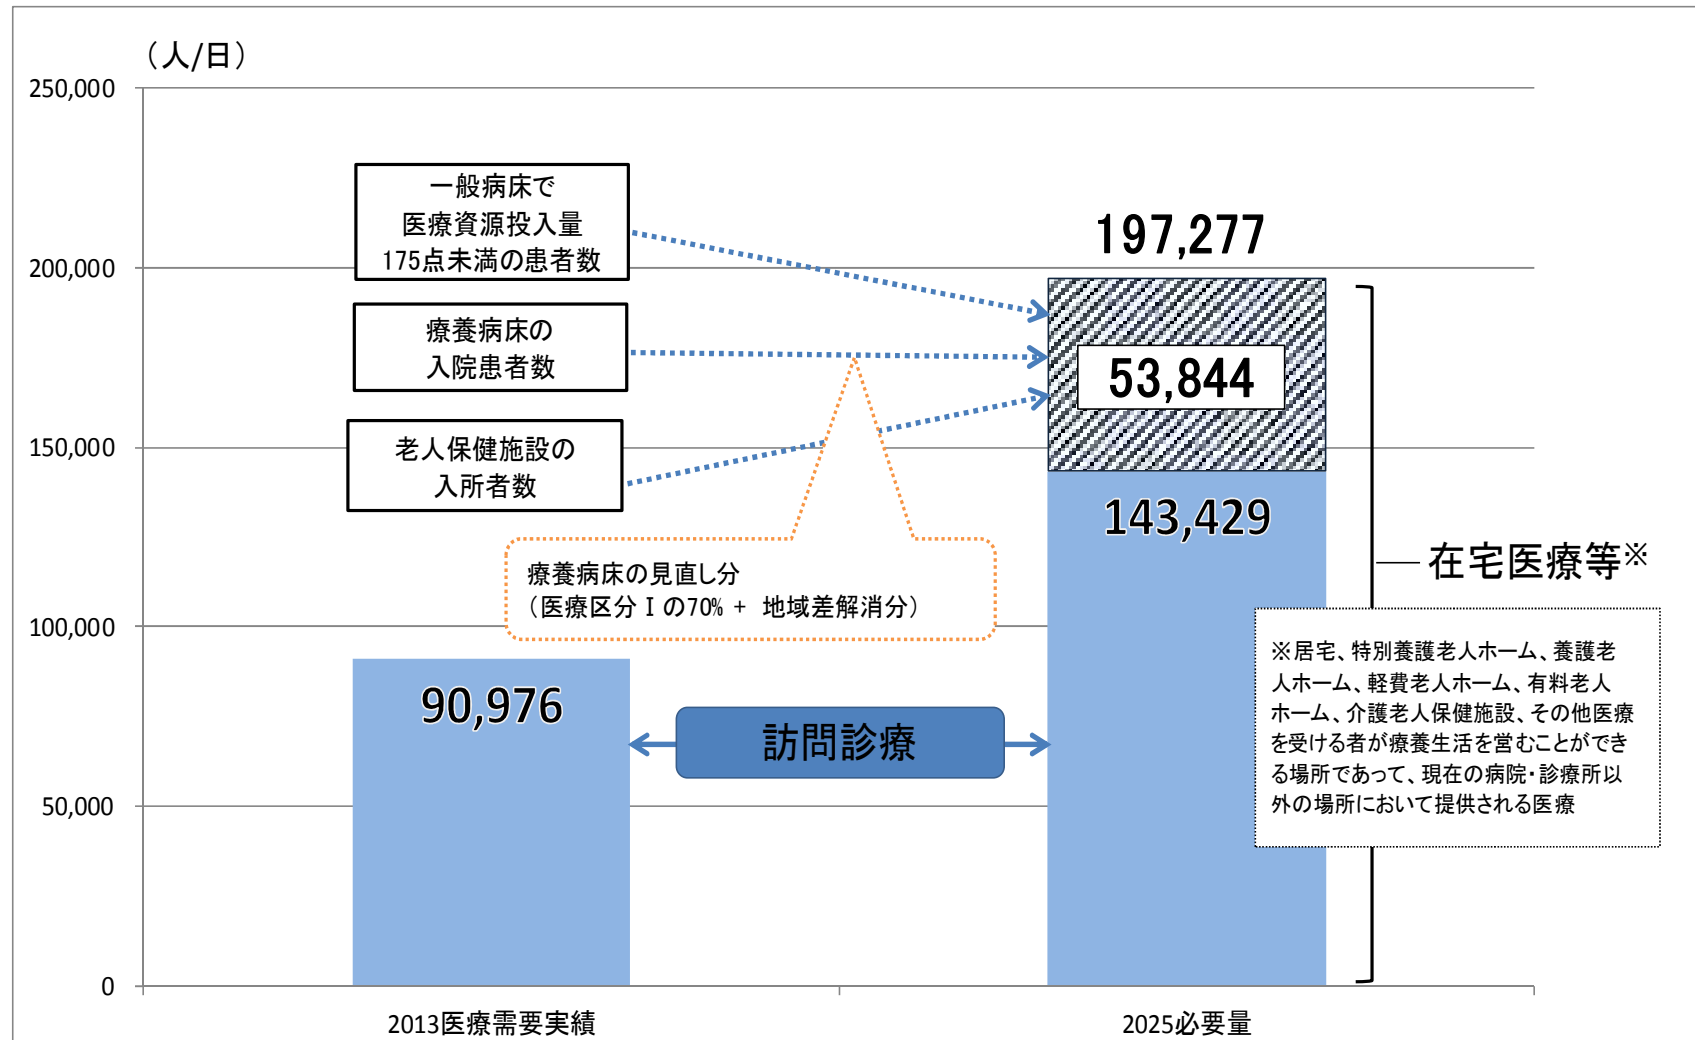 （人/日）
250,000
200,000
150,000
100,000
50,000
0
一般病床で
医療資源投入量
175点未満の患者数
療養病床の
入院患者数
老人保健施設の
入所者数
療養病床の見直し分
（医療区分Ⅰの70% + 地域差解消分）
197,277
53,844
143,429
90,976
訪問診療
在宅医療等※
※居宅、特別養護老人ホーム、養護老
人ホーム、軽費老人ホーム、有料老人
ホーム、介護老人保健施設、その他医療
を受ける者が療養生活を営むことができ
る場所であって、現在の病院・診療所以
外の場所において提供される医療
2013医療需要実績
2025必要量